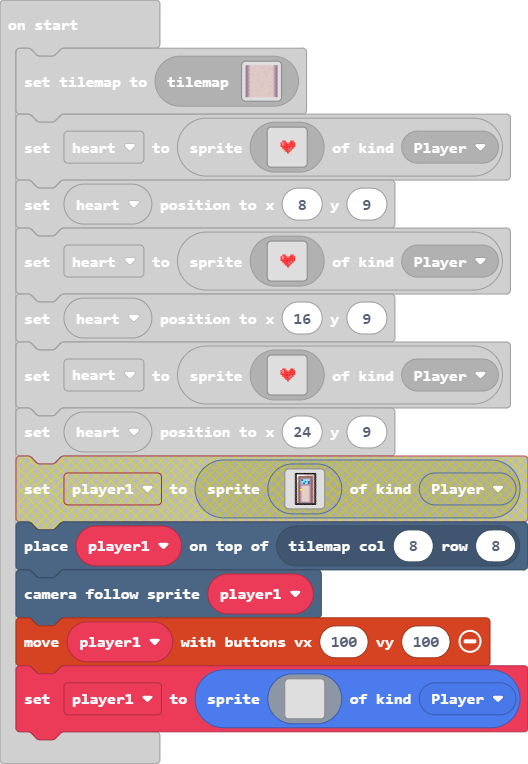 on start
set tilemap to tilemap
set heart to sprite of kind Player
set heart position to x 8 y 9
set heart to sprite of kind Player
set heart position to x 16 y 9
set heart to sprite of kind Player
set heart position to x 24 y 9
set player1 to sprite of kind Player
place player1 on top of tilemap col 8 row 8
camera follow sprite player1
move player1 with buttons vx 100 vy 100
set player1 to sprite of kind Player